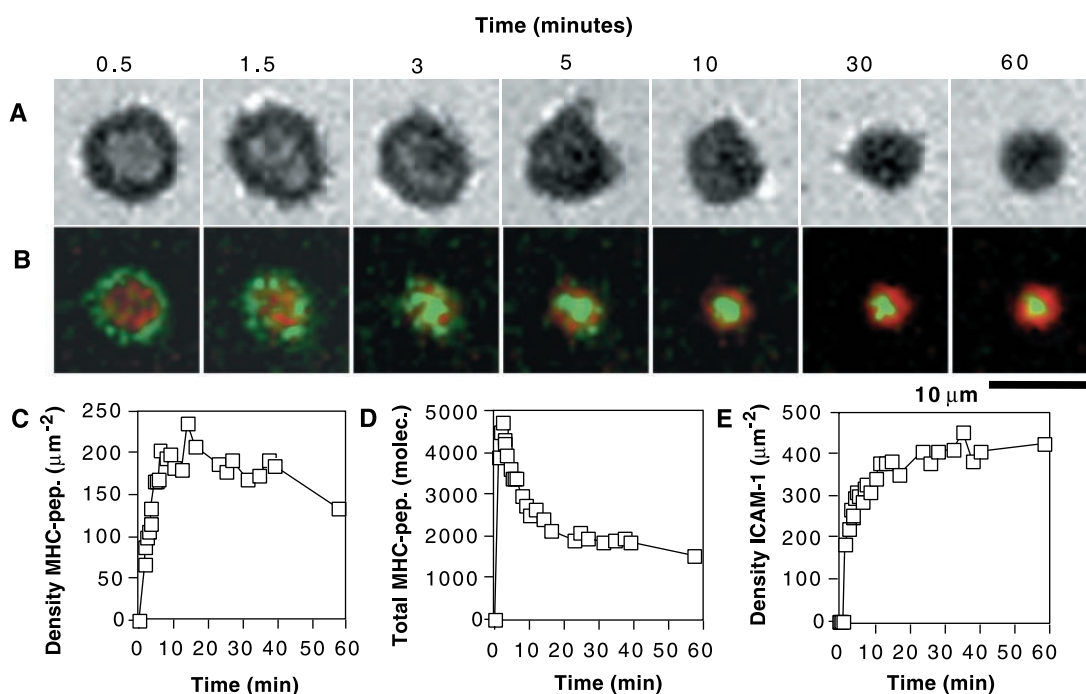 Time (minutes)
0.5 1.5 3 5 10 30 60
A
B
10 μm
C
Density MHC-pep. (μm⁻²)
250
200
150
100
50
0
0 10 20 30 40 50 60
Time (min)
D
Total MHC-pep. (molec.)
5000
4000
3000
2000
1000
0
0 10 20 30 40 50 60
Time (min)
E
Density ICAM-1 (μm⁻²)
500
400
300
200
100
0
0 10 20 30 40 50 60
Time (min)